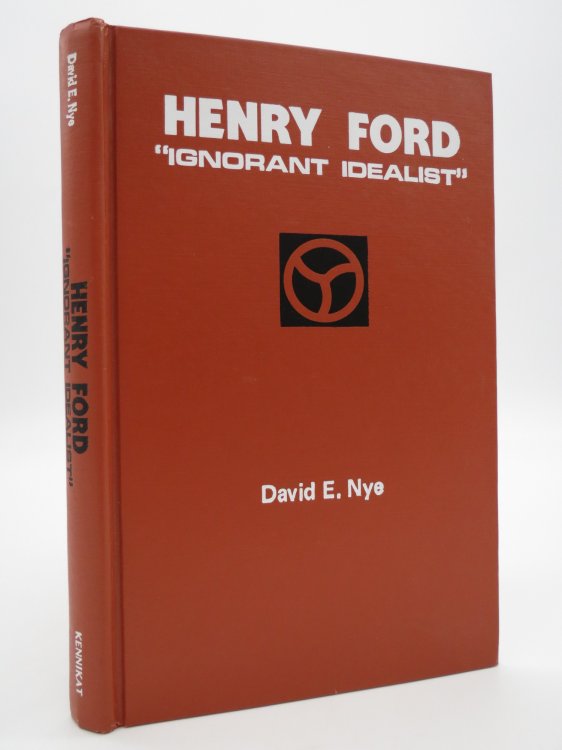 HENRY FORD
"IGNORANT IDEALIST"
David E. Nye
David E. Nye
HENRY FORD
"IGNORANT IDEALIST"
KENNIKAT